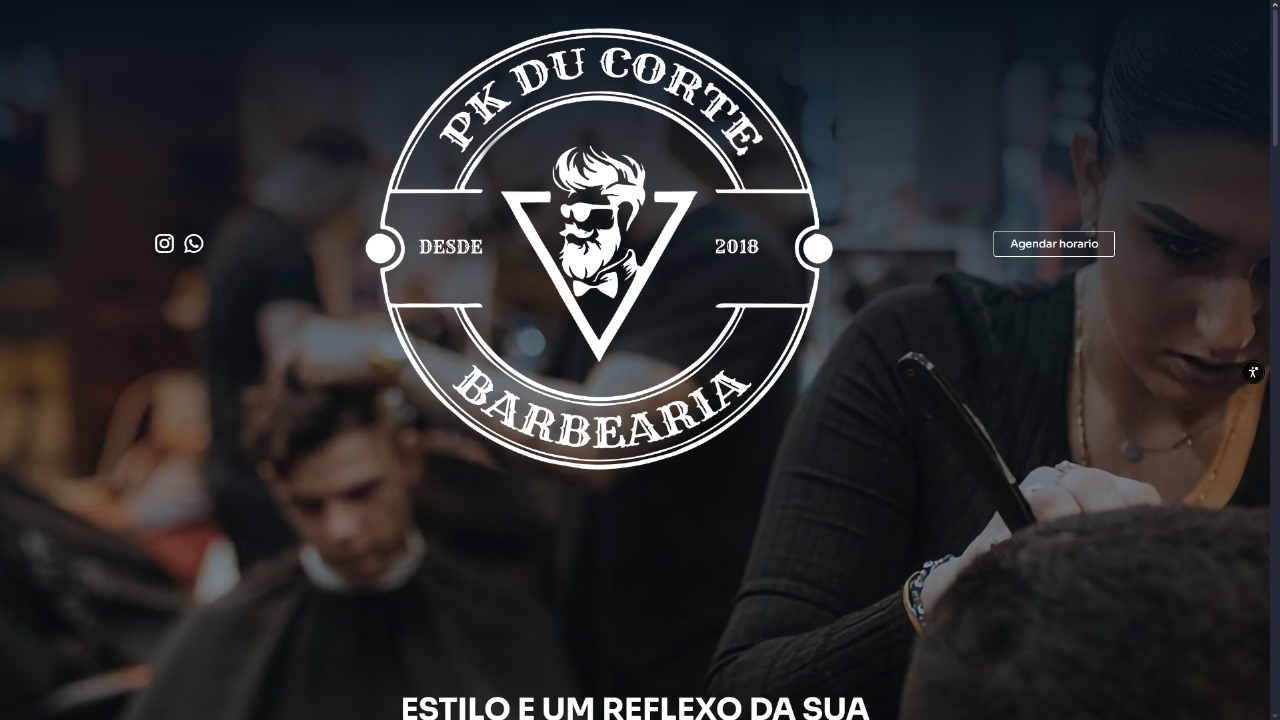 PK DU CORTE
DESDE
2018
Agendar horario
BARBEARIA
ESTILO E UM REFLEXO DA SUA